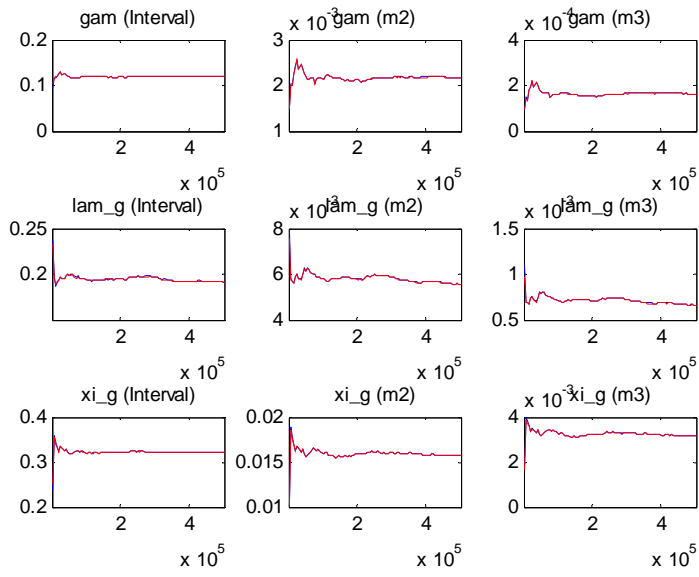 gam (Interval)
0.2
0.1
0
2 4
x 10^5
x 10^-3 gam (m2)
3
2
1
2 4
x 10^5
x 10^-4 gam (m3)
4
2
0
2 4
x 10^5
lam_g (Interval)
0.25
0.2
2 4
x 10^5
x 10^-3 lam_g (m2)
8
6
4
2 4
x 10^5
x 10^-3 lam_g (m3)
1.5
1
0.5
2 4
x 10^5
xi_g (Interval)
0.4
0.3
0.2
2 4
x 10^5
xi_g (m2)
0.02
0.015
0.01
2 4
x 10^5
x 10^-3 xi_g (m3)
4
2
0
2 4
x 10^5